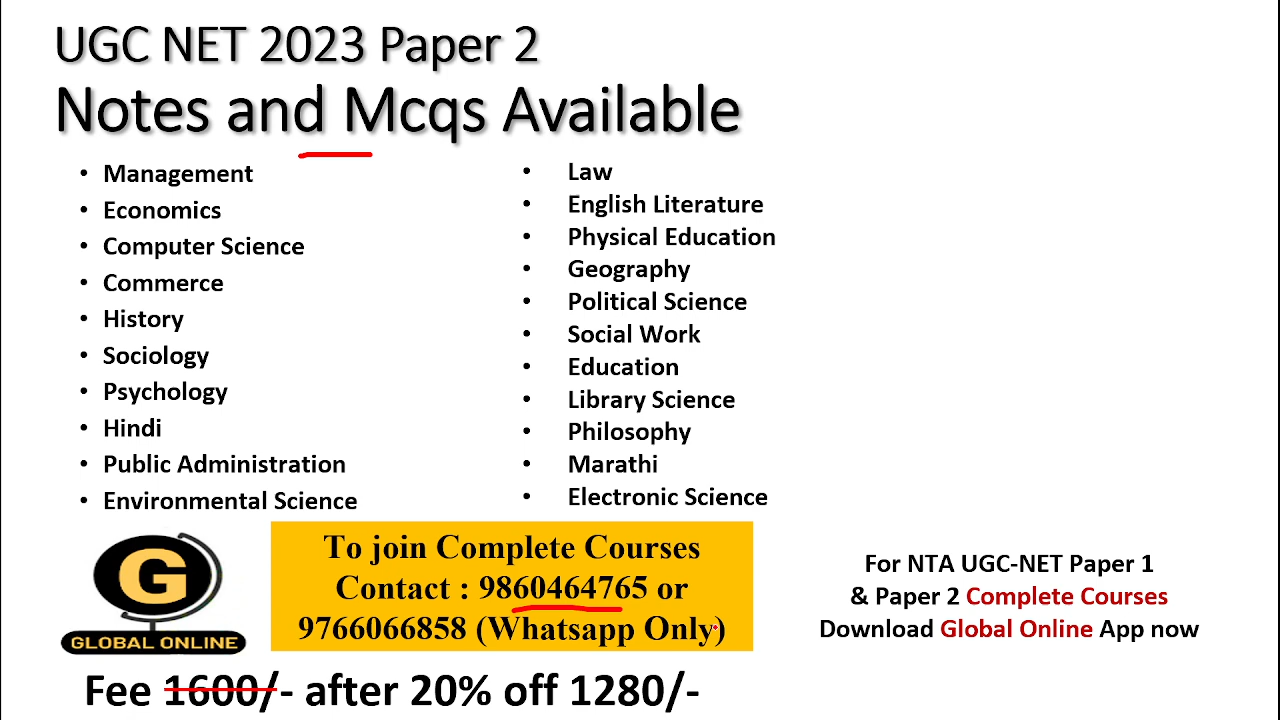 UGC NET 2023 Paper 2
Notes and Mcqs Available
• Management
• Economics
• Computer Science
• Commerce
• History
• Sociology
• Psychology
• Hindi
• Public Administration
• Environmental Science
• Law
• English Literature
• Physical Education
• Geography
• Political Science
• Social Work
• Education
• Library Science
• Philosophy
• Marathi
• Electronic Science
G
GLOBAL ONLINE
To join Complete Courses
Contact : 9860464765 or
9766066858 (Whatsapp Only)
For NTA UGC-NET Paper 1
& Paper 2 Complete Courses
Download Global Online App now
Fee 1600/- after 20% off 1280/-